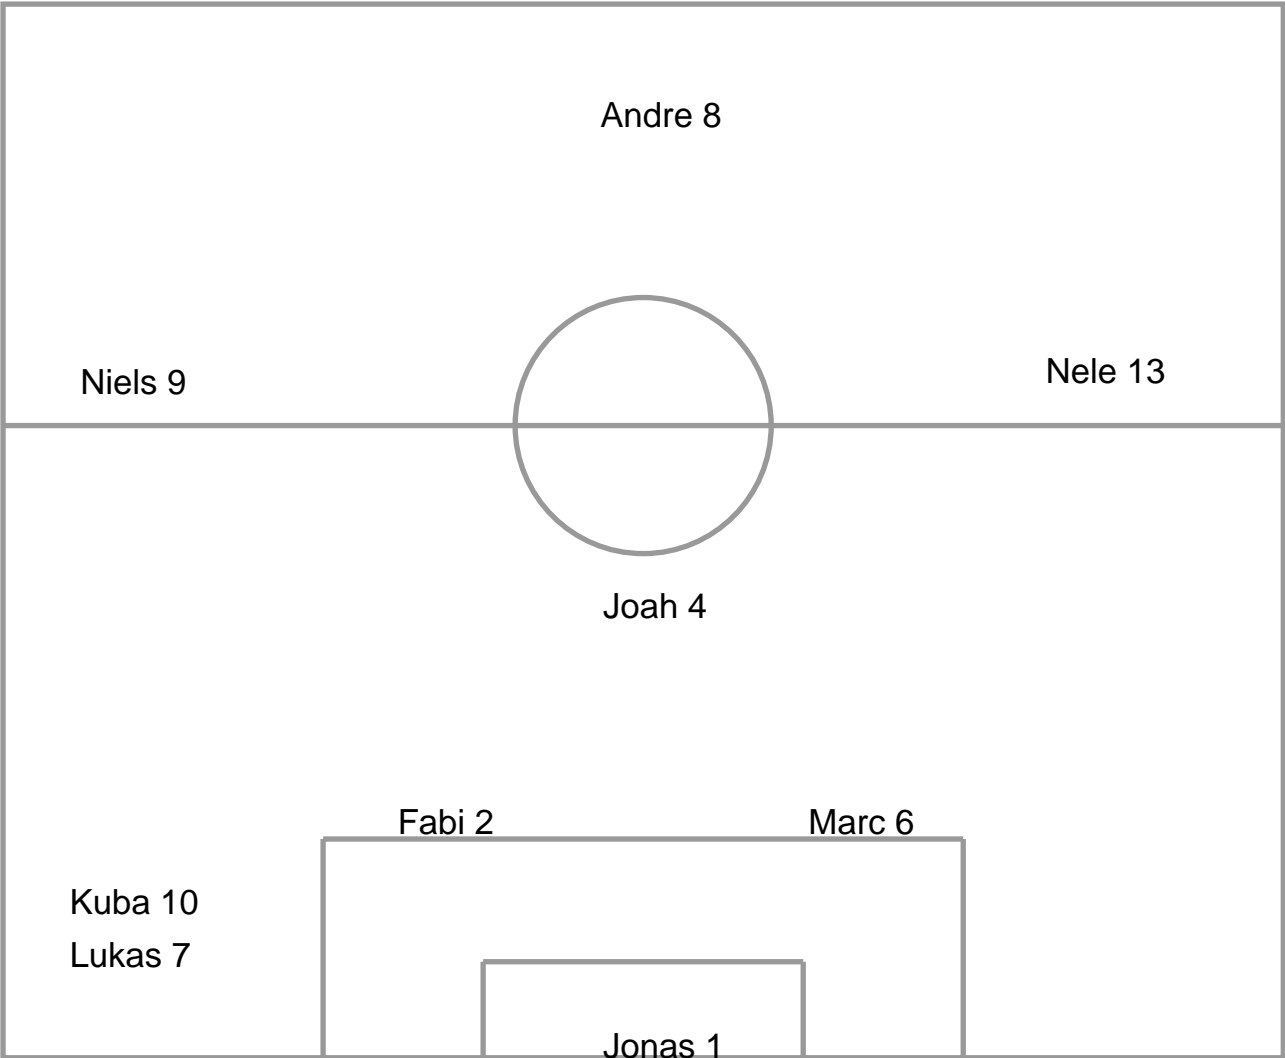 Andre 8
Niels 9
Nele 13
Joah 4
Fabi 2
Marc 6
Kuba 10
Lukas 7
Jonas 1